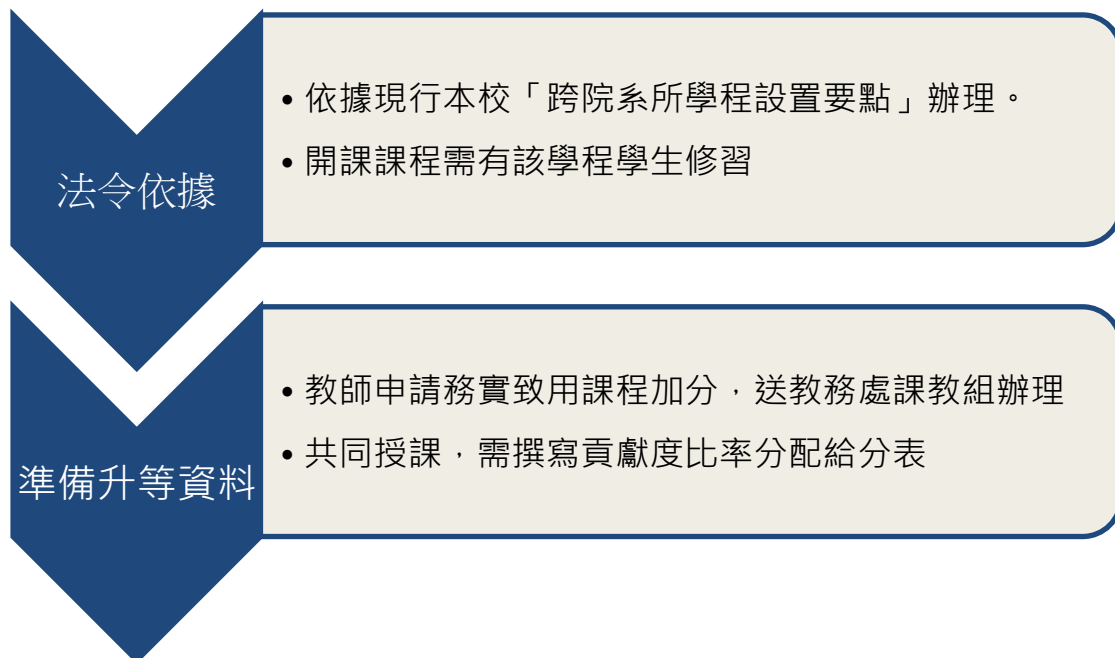 法令依據
• 依據現行本校「跨院系所學程設置要點」辦理。
• 開課課程需有該學程學生修習
準備升等資料
• 教師申請務實致用課程加分，送教務處課教組辦理
• 共同授課，需撰寫貢獻度比率分配給分表